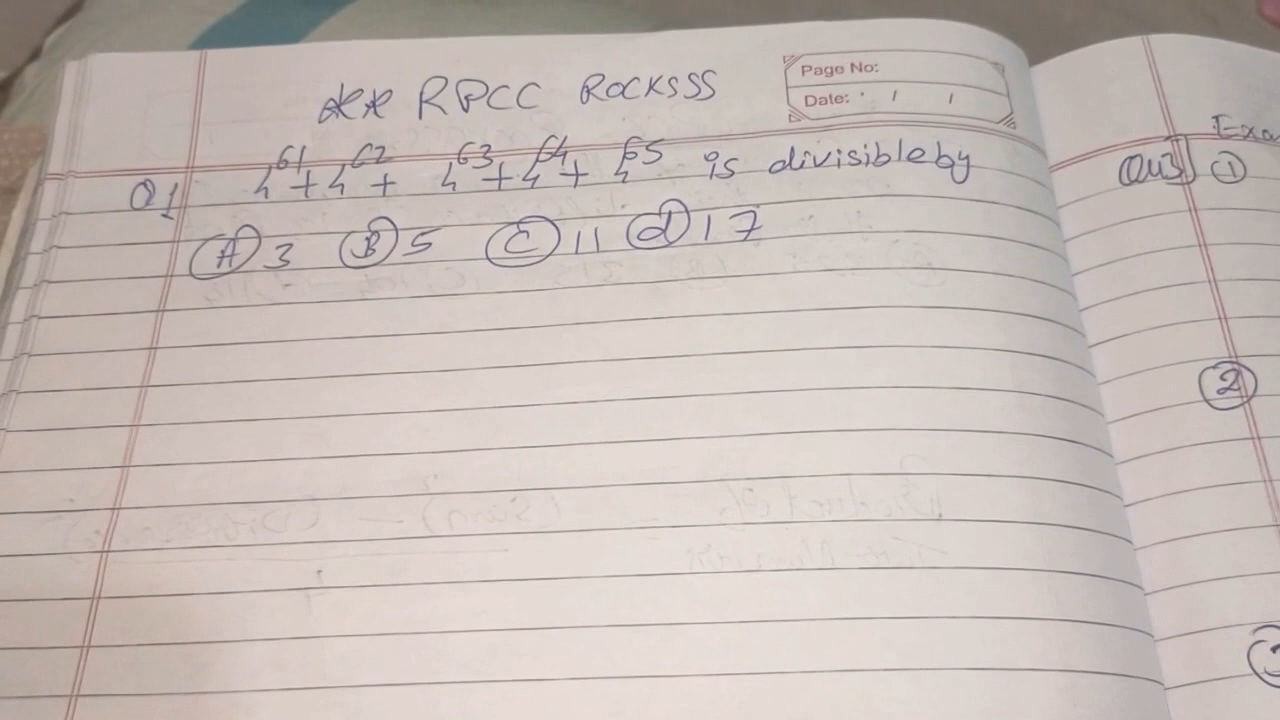 ** RPCC ROCKSSS
Page No:
Date: / /
Q1 4^61 + 4^62 + 4^63 + 4^64 + 4^65 is divisible by
(A) 3 (B) 5 (C) 11 (d) 17
Exa
Qu3 ①
②